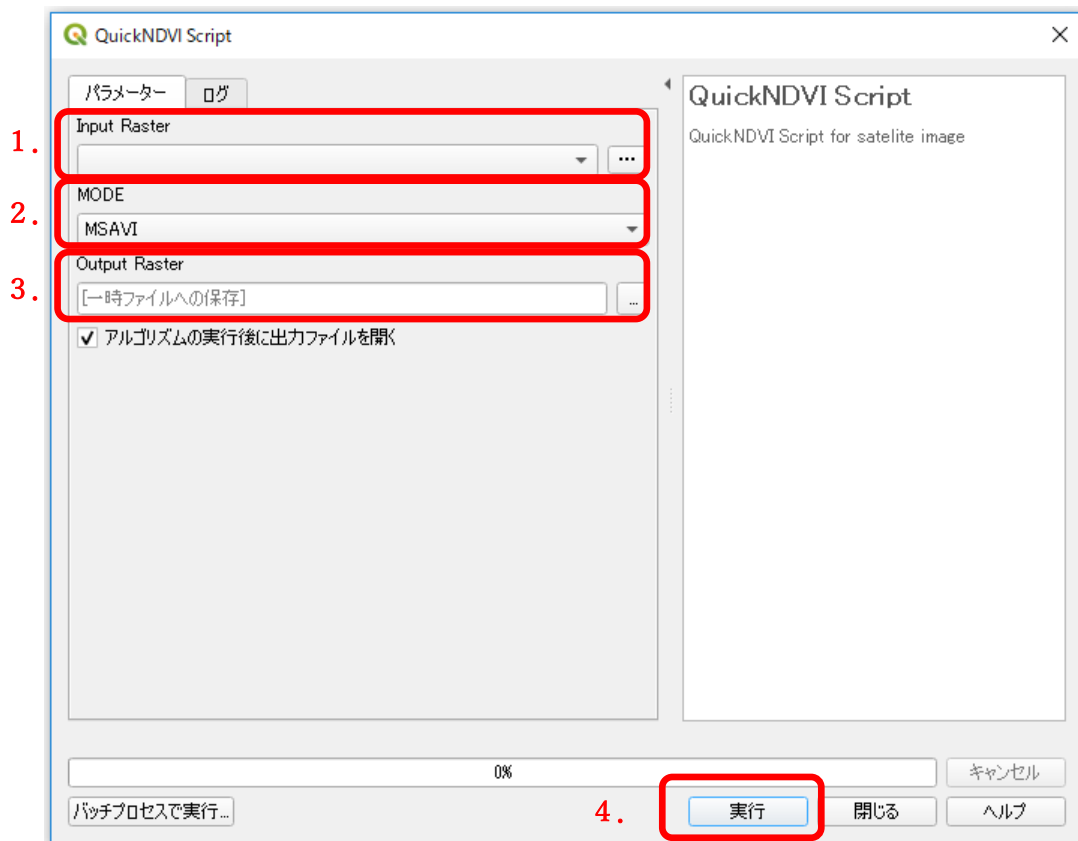 QuickNDVI Script
パラメーター ログ
1.
Input Raster
...
2.
MODE
MSAVI
3.
Output Raster
[一時ファイルへの保存]
...
アルゴリズムの実行後に出力ファイルを開く
QuickNDVI Script
QuickNDVI Script for satelite image
0%
キャンセル
バッチプロセスで実行...
4.
実行
閉じる
ヘルプ